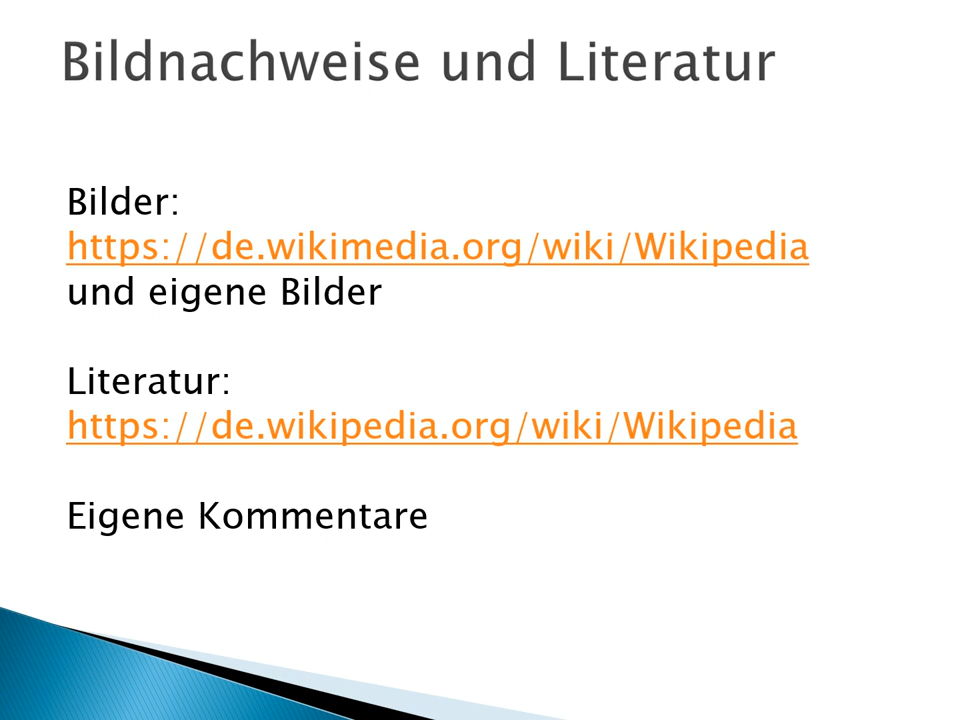 Bildnachweise und Literatur
Bilder:
https://de.wikimedia.org/wiki/Wikipedia
und eigene Bilder
Literatur:
https://de.wikipedia.org/wiki/Wikipedia
Eigene Kommentare